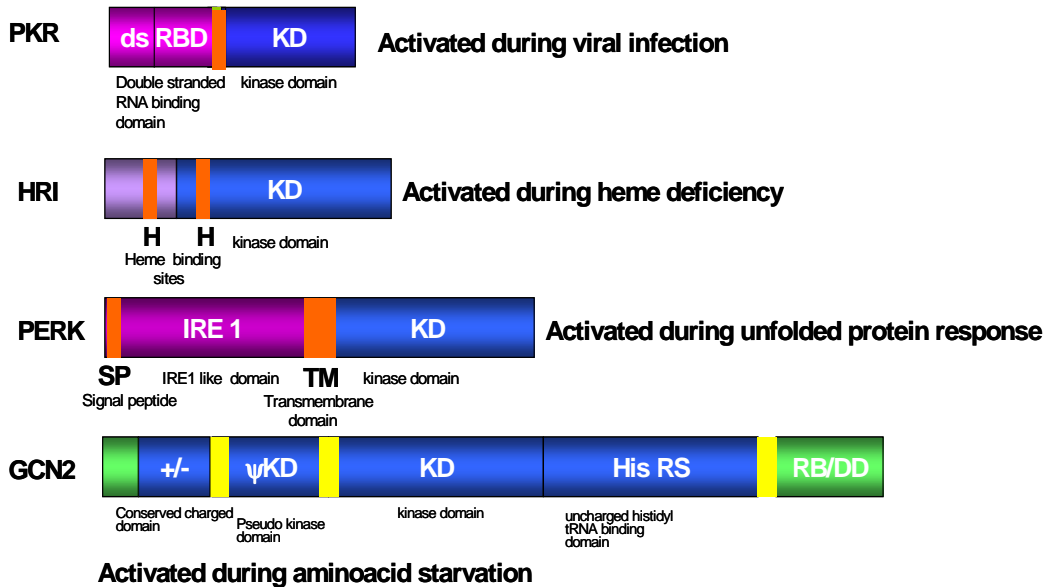 PKR
ds RBD KD
Activated during viral infection
Double stranded
RNA binding
domain
kinase domain
HRI
KD
Activated during heme deficiency
H H
Heme binding
sites
kinase domain
PERK
IRE 1 KD
Activated during unfolded protein response
SP
Signal peptide
IRE1 like domain
TM
Transmembrane
domain
kinase domain
GCN2
+/- ψKD KD His RS RB/DD
Conserved charged
domain
Pseudo kinase
domain
kinase domain
uncharged histidyl
tRNA binding
domain
Activated during aminoacid starvation